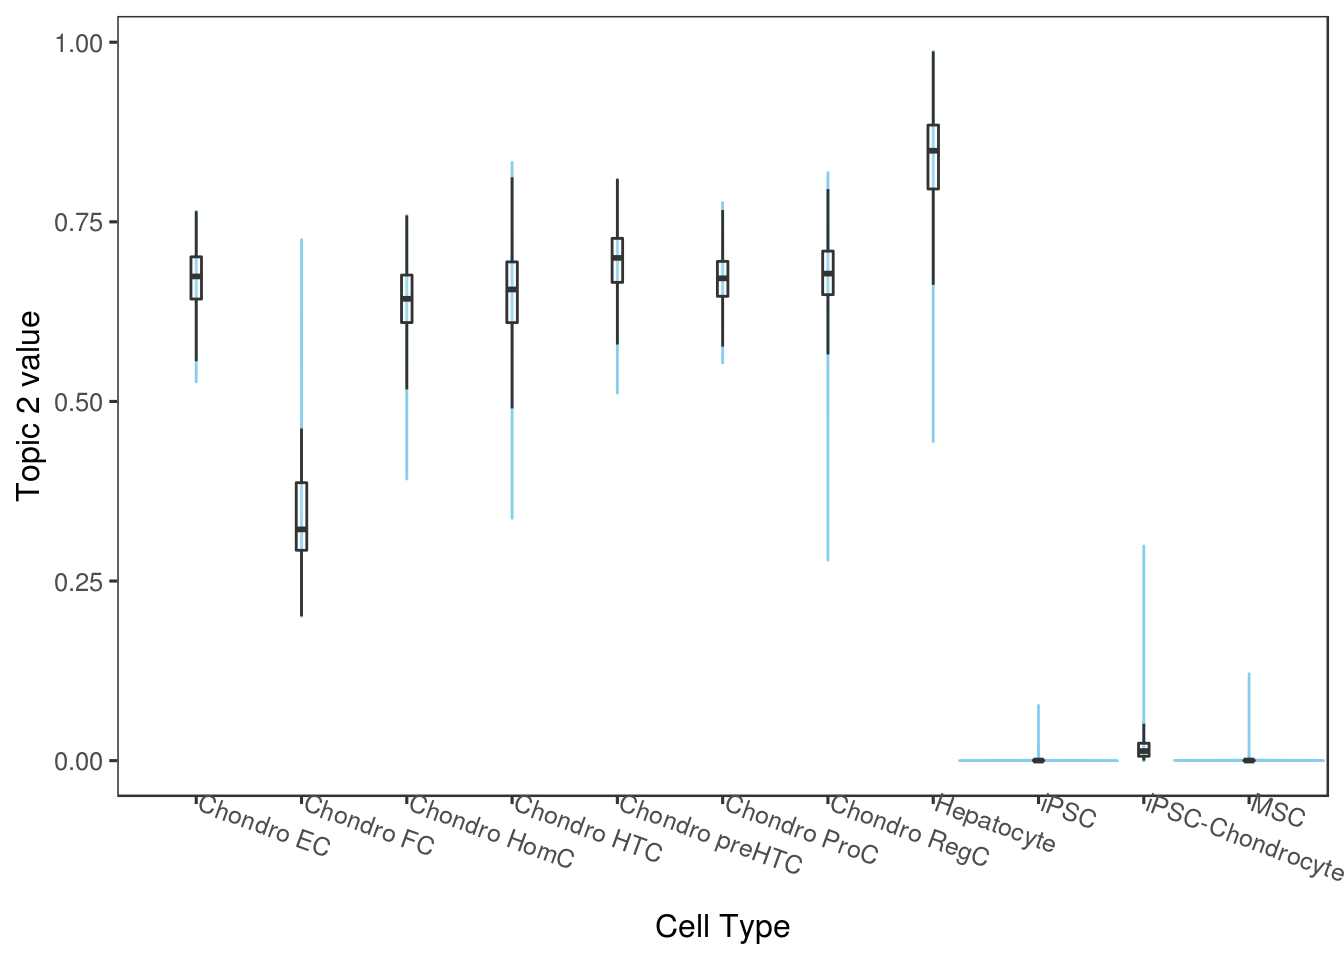 1.00
0.75
0.50
0.25
0.00
Topic 2 value
Chondro EC
Chondro FC
Chondro HomC
Chondro HTC
Chondro preHTC
Chondro ProC
Chondro RegC
Hepatocyte
iPSC
iPSC-Chondrocyte
MSC
Cell Type